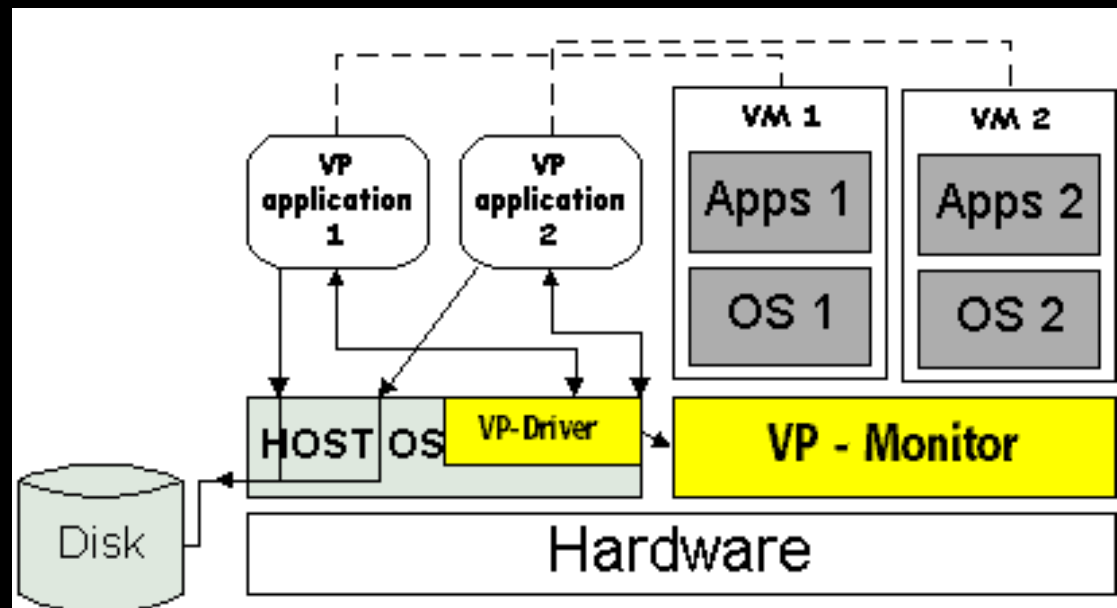 VP
application
1
VP
application
2
VM 1
Apps 1
OS 1
VM 2
Apps 2
OS 2
HOST OS
VP-Driver
VP - Monitor
Disk
Hardware